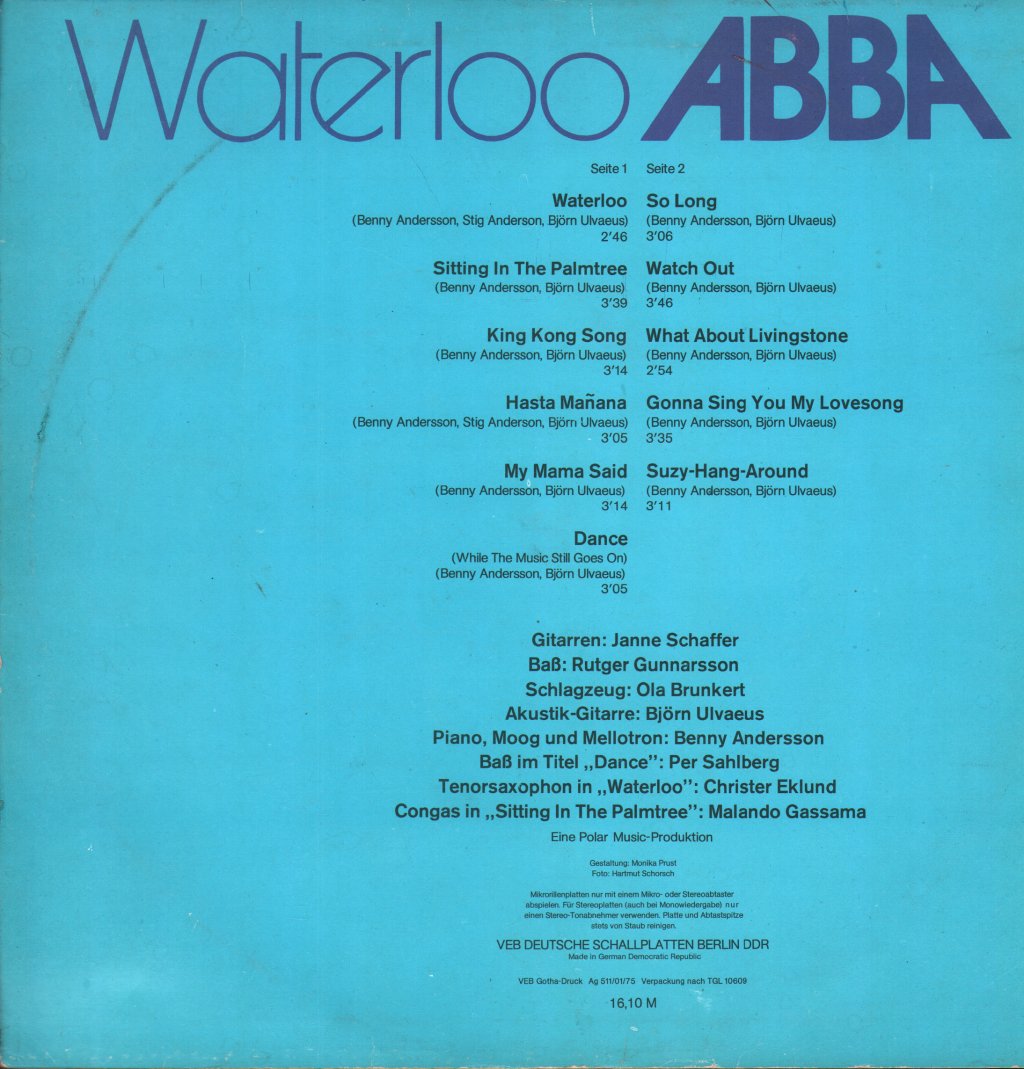 Waterloo ABBA
Seite 1
Waterloo
(Benny Andersson, Stig Anderson, Björn Ulvaeus)
2'46
Sitting In The Palmtree
(Benny Andersson, Björn Ulvaeus)
3'39
King Kong Song
(Benny Andersson, Björn Ulvaeus)
3'14
Hasta Mañana
(Benny Andersson, Stig Anderson, Björn Ulvaeus)
3'05
My Mama Said
(Benny Andersson, Björn Ulvaeus)
3'14
Dance
(While The Music Still Goes On)
(Benny Andersson, Björn Ulvaeus)
3'05
Seite 2
So Long
(Benny Andersson, Björn Ulvaeus)
3'06
Watch Out
(Benny Andersson, Björn Ulvaeus)
3'46
What About Livingstone
(Benny Andersson, Björn Ulvaeus)
2'54
Gonna Sing You My Lovesong
(Benny Andersson, Björn Ulvaeus)
3'35
Suzy-Hang-Around
(Benny Andersson, Björn Ulvaeus)
3'11
Gitarren: Janne Schaffer
Baß: Rutger Gunnarsson
Schlagzeug: Ola Brunkert
Akustik-Gitarre: Björn Ulvaeus
Piano, Moog und Mellotron: Benny Andersson
Baß im Titel „Dance”: Per Sahlberg
Tenorsaxophon in „Waterloo”: Christer Eklund
Congas in „Sitting In The Palmtree”: Malando Gassama
Eine Polar Music-Produktion
Gestaltung: Monika Prust
Foto: Hartmut Schorsch
Mikrorillenplatten nur mit einem Mikro- oder Stereoabtaster
abspielen. Für Stereoplatten (auch bei Monowiedergabe) nur
einen Stereo-Tonabnehmer verwenden. Platte und Abtastspitze
stets von Staub reinigen.
VEB DEUTSCHE SCHALLPLATTEN BERLIN DDR
Made in German Democratic Republic
VEB Gotha-Druck Ag 511/01/75 Verpackung nach TGL 10609
16,10 M